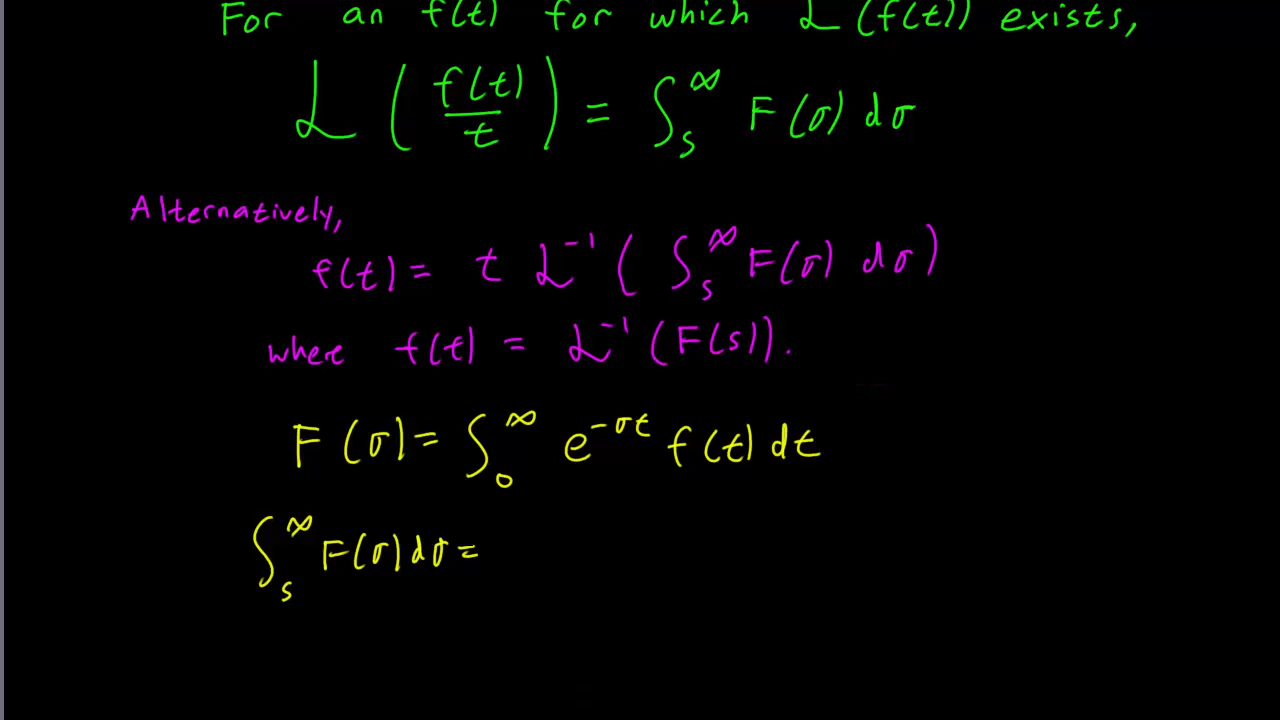 For an f(t) for which ℒ(f(t)) exists,
ℒ(f(t)/t) = ∫_s^∞ F(σ) dσ
Alternatively,
f(t) = t ℒ^{-1}(∫_s^∞ F(σ) dσ)
where f(t) = ℒ^{-1}(F(s)).
F(σ) = ∫_0^∞ e^{-σt} f(t) dt
∫_s^∞ F(σ) dσ =